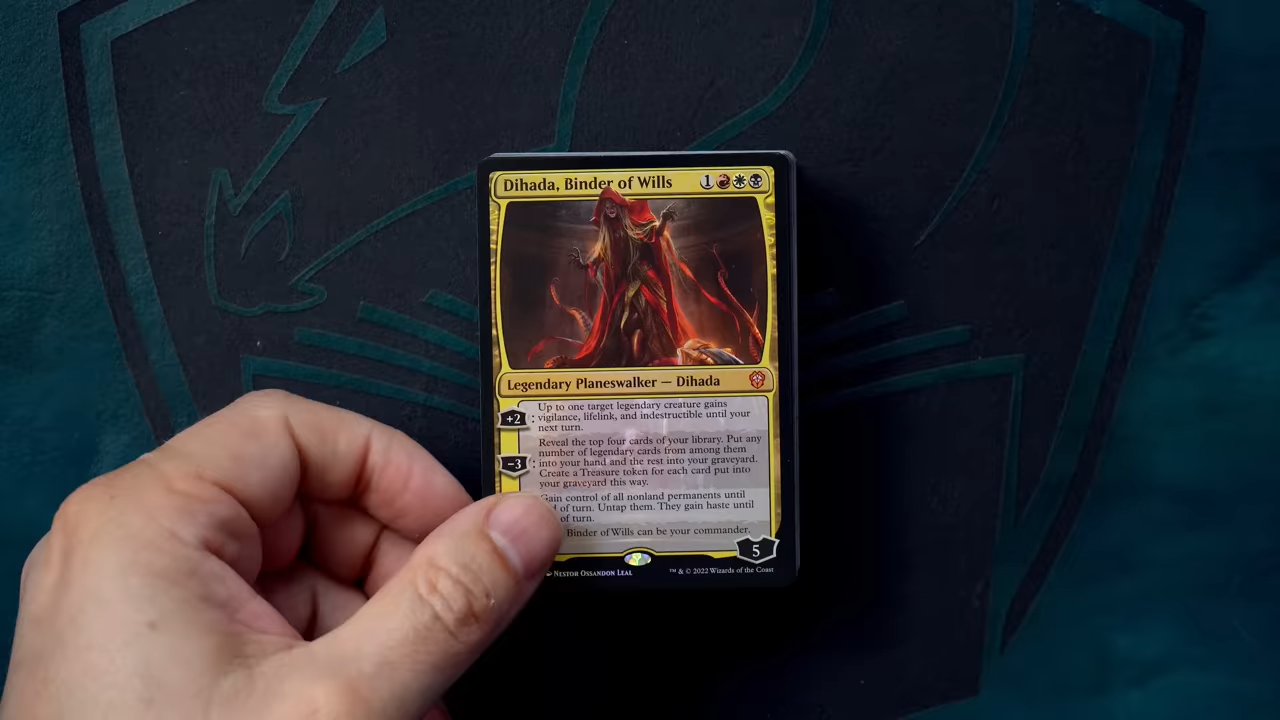 Dihada, Binder of Wills 1
Legendary Planeswalker — Dihada
+2 : Up to one target legendary creature gains
vigilance, lifelink, and indestructible until your
next turn.
−3 : Reveal the top four cards of your library. Put any
number of legendary cards from among them
into your hand and the rest into your graveyard.
Create a Treasure token for each card put into
your graveyard this way.
Gain control of all nonland permanents until
of turn. Untap them. They gain haste until
of turn.
Binder of Wills can be your commander.
5
Nestor Ossandon Leal ™ & © 2022 Wizards of the Coast